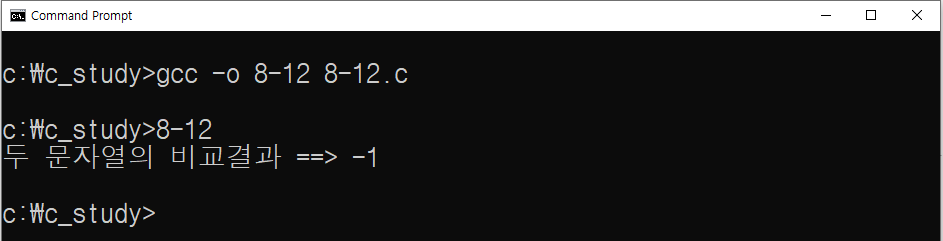 Command Prompt
c:₩c_study>gcc -o 8-12 8-12.c
c:₩c_study>8-12
두 문자열의 비교결과 ==> -1
c:₩c_study>